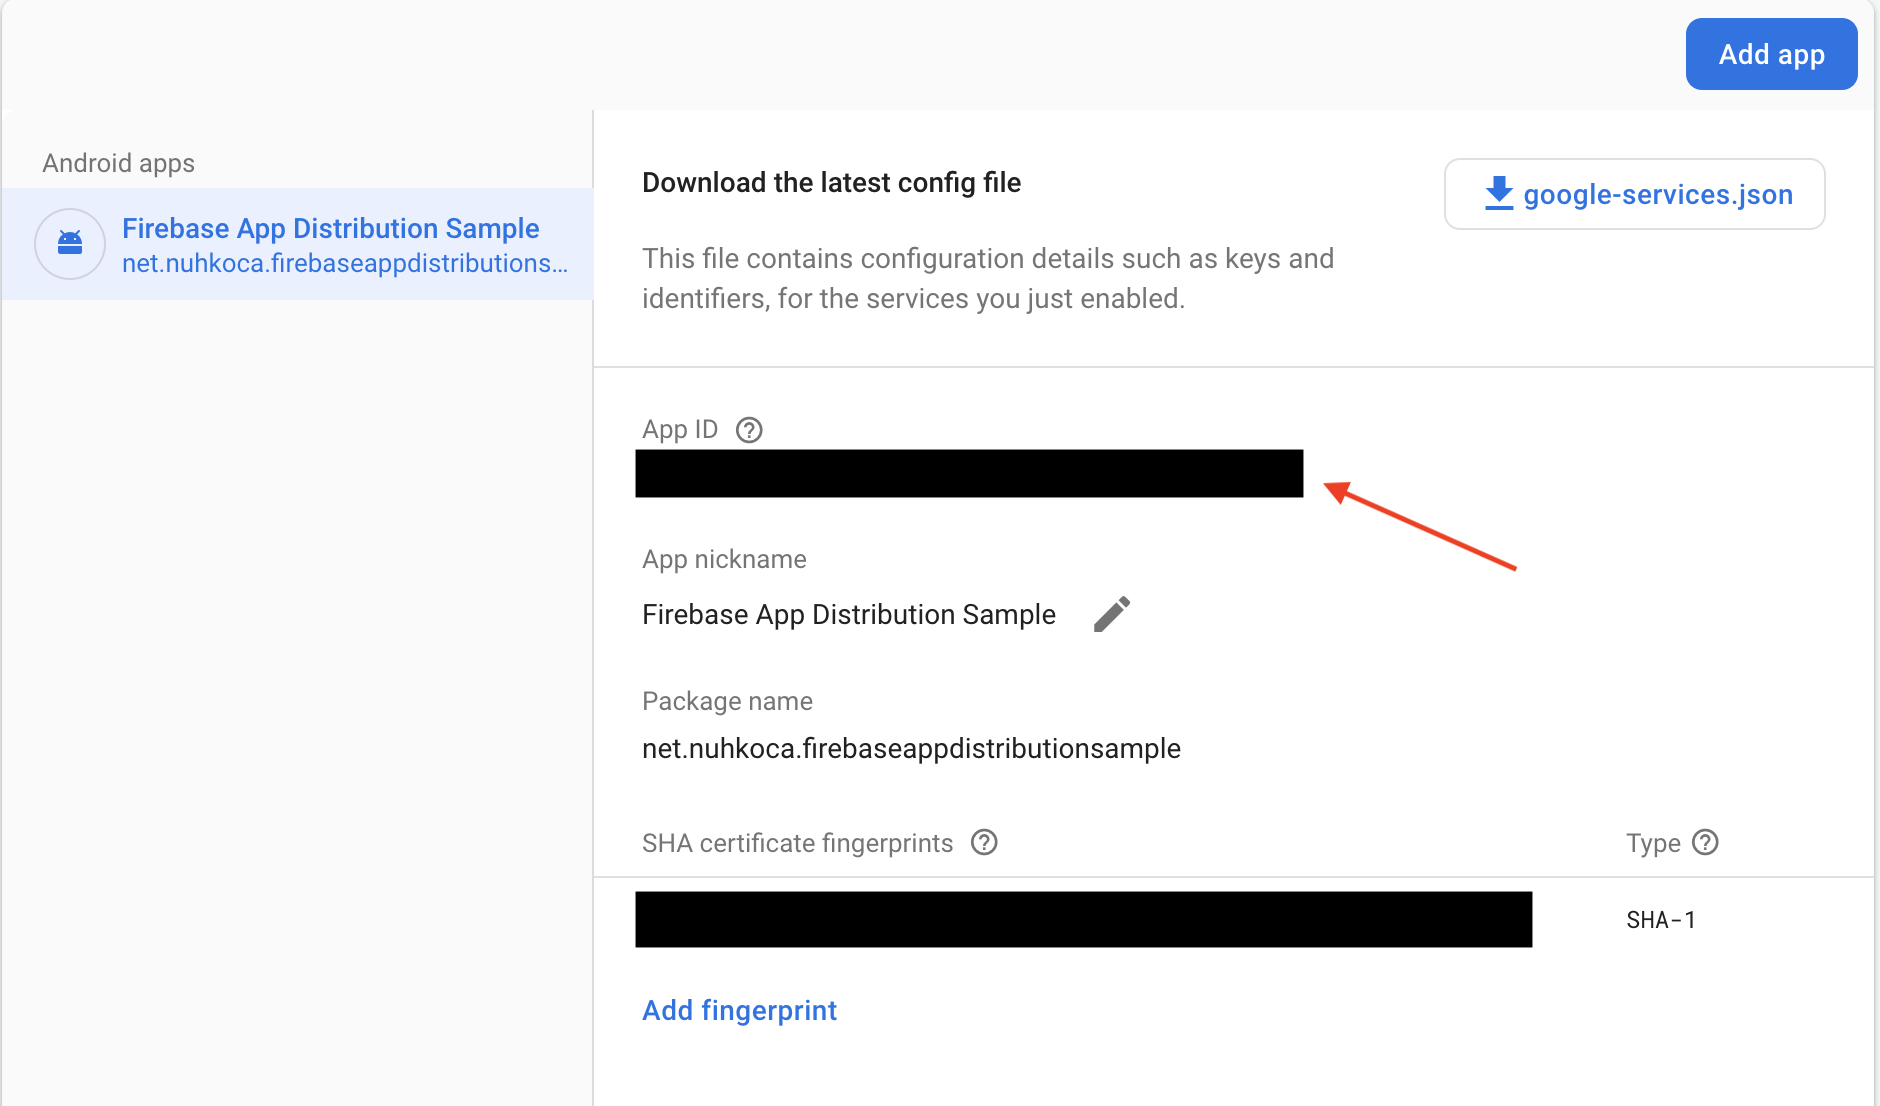 Add app
Android apps
Firebase App Distribution Sample
net.nuhkoca.firebaseappdistributions...
Download the latest config file
google-services.json
This file contains configuration details such as keys and
identifiers, for the services you just enabled.
App ID
App nickname
Firebase App Distribution Sample
Package name
net.nuhkoca.firebaseappdistributionsample
SHA certificate fingerprints
Type
SHA-1
Add fingerprint